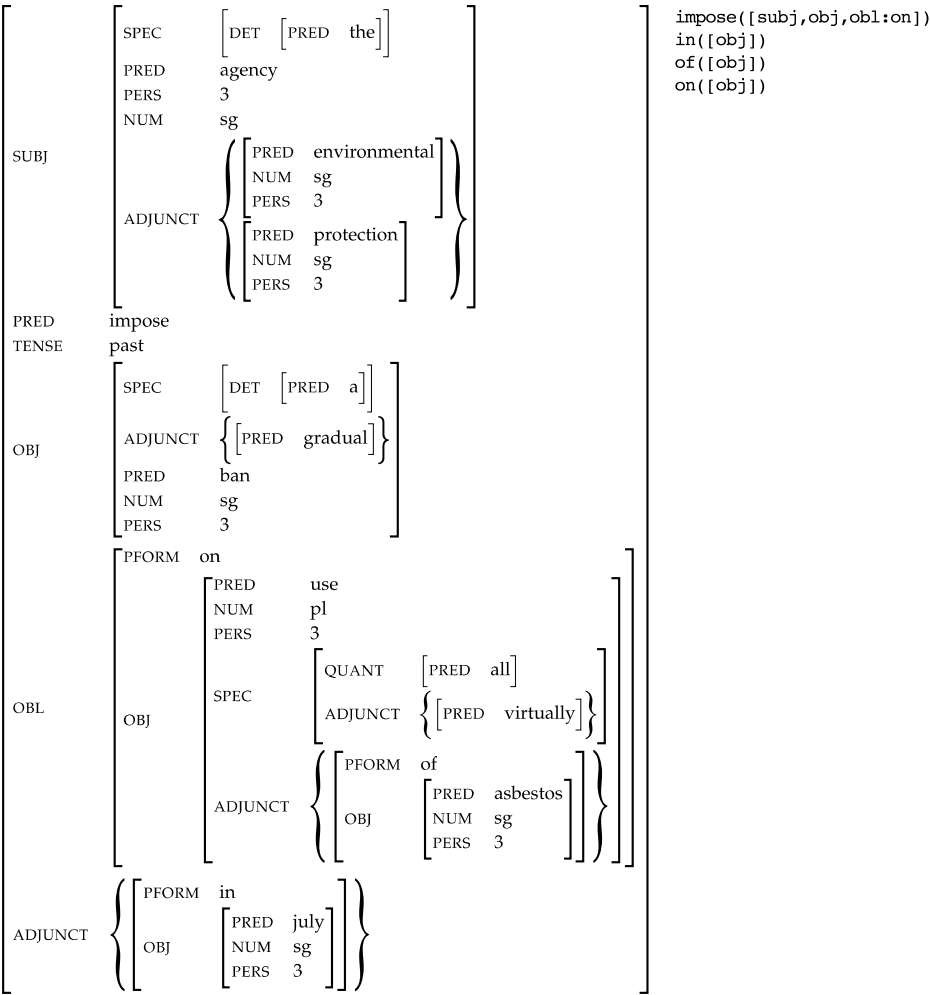 SPEC DET PRED the
PRED agency
PERS 3
NUM sg
SUBJ
PRED environmental
NUM sg
PERS 3
ADJUNCT
PRED protection
NUM sg
PERS 3
PRED impose
TENSE past
SPEC DET PRED a
ADJUNCT PRED gradual
OBJ
PRED ban
NUM sg
PERS 3
PFORM on
PRED use
NUM pl
PERS 3
QUANT PRED all
SPEC
OBL
ADJUNCT PRED virtually
OBJ
PFORM of
PRED asbestos
ADJUNCT
OBJ NUM sg
PERS 3
PFORM in
PRED july
ADJUNCT
OBJ NUM sg
PERS 3
impose([subj,obj,obl:on])
in([obj])
of([obj])
on([obj])